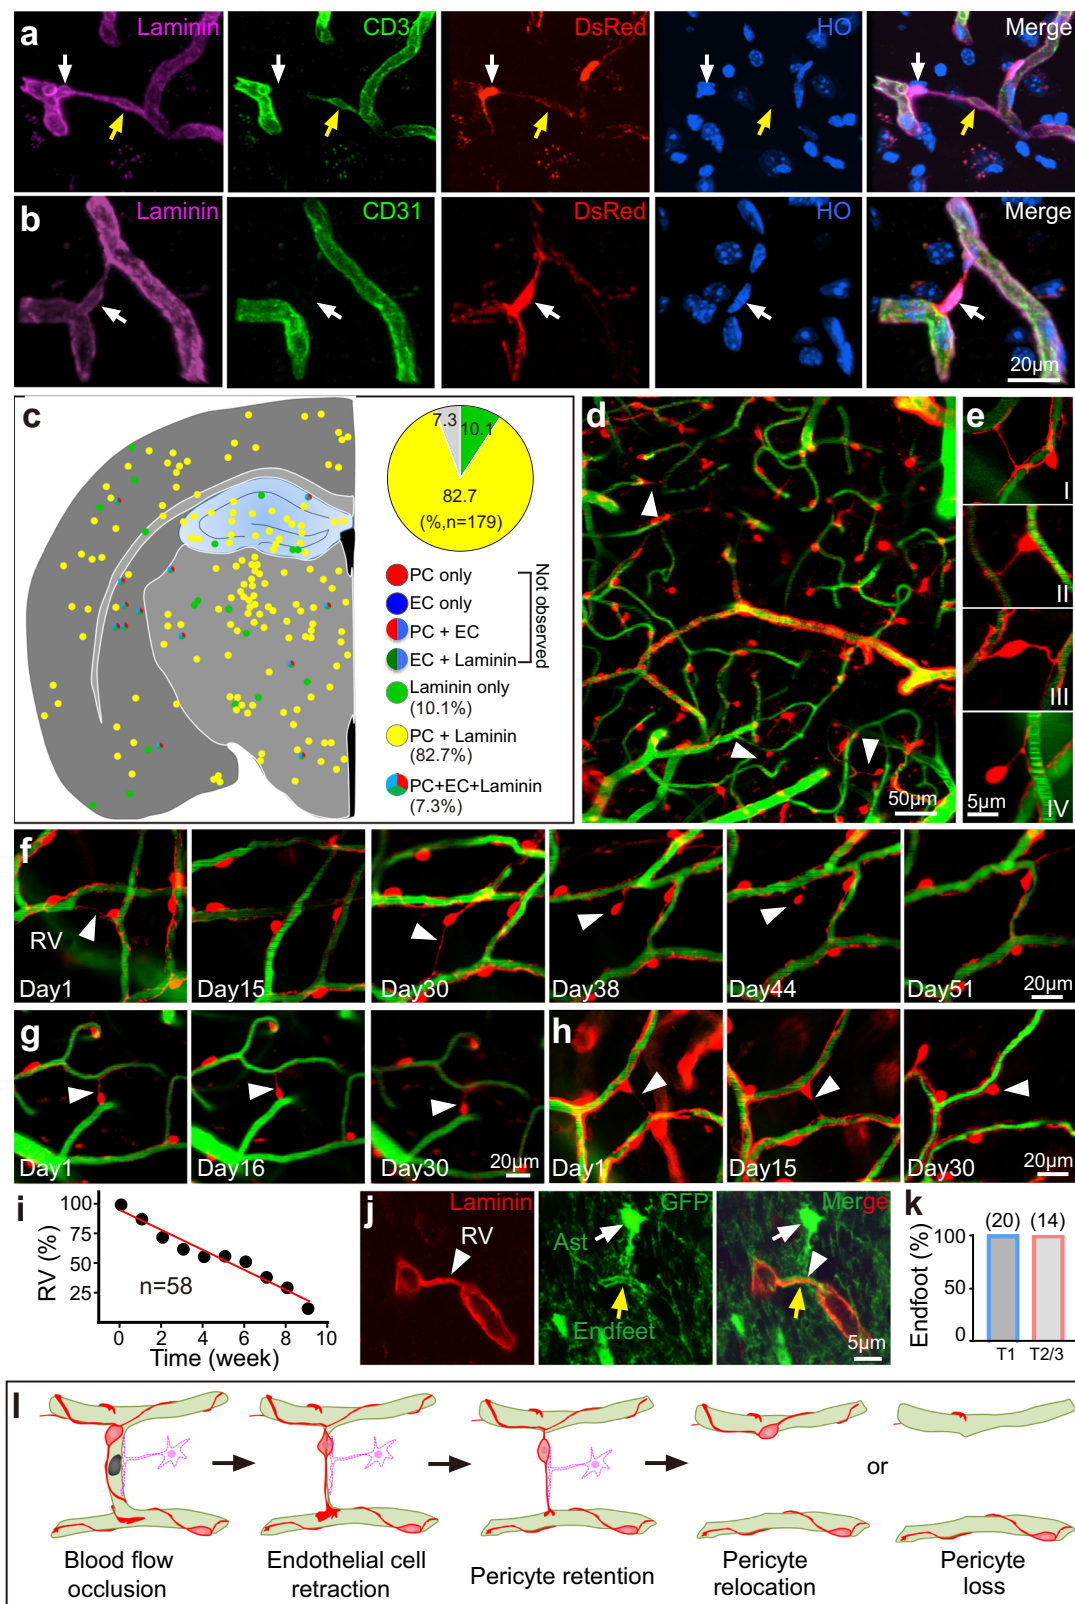 a Laminin CD31 DsRed HO Merge
b Laminin CD31 DsRed HO Merge
20µm
c
7.3 10.1
82.7
(%,n=179)
PC only
EC only
PC + EC
EC + Laminin
Not observed
Laminin only
(10.1%)
PC + Laminin
(82.7%)
PC+EC+Laminin
(7.3%)
d
50µm
e
I
II
III
IV
5µm
f
RV
Day1 Day15 Day30 Day38 Day44 Day51
20µm
g
Day1 Day16 Day30
20µm
h
Day1 Day15 Day30
20µm
i
RV (%)
100
75
50
25
n=58
0 2 4 6 8 10
Time (week)
j Laminin GFP Merge
RV
Ast
Endfeet
5µm
k
(20) (14)
Endfoot (%)
100
50
0
T1 T2/3
l
or
Blood flow
occlusion
Endothelial cell
retraction
Pericyte retention
Pericyte
relocation
Pericyte
loss